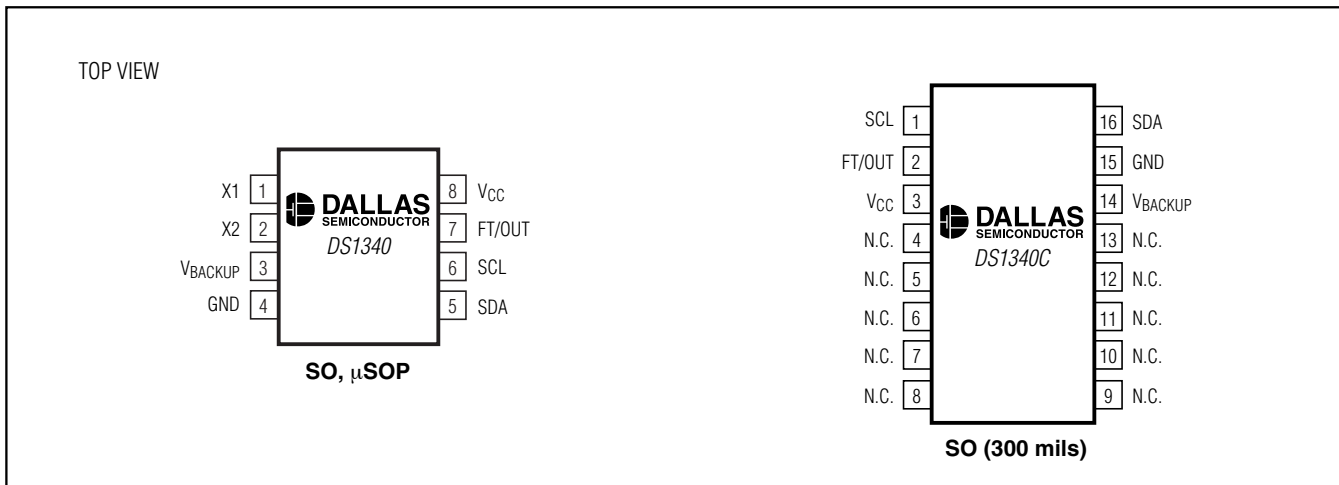 TOP VIEW
X1 1
X2 2
VBACKUP 3
GND 4
DALLAS
SEMICONDUCTOR
DS1340
8 VCC
7 FT/OUT
6 SCL
5 SDA
SO, µSOP
SCL 1
FT/OUT 2
VCC 3
N.C. 4
N.C. 5
N.C. 6
N.C. 7
N.C. 8
DALLAS
SEMICONDUCTOR
DS1340C
16 SDA
15 GND
14 VBACKUP
13 N.C.
12 N.C.
11 N.C.
10 N.C.
9 N.C.
SO (300 mils)